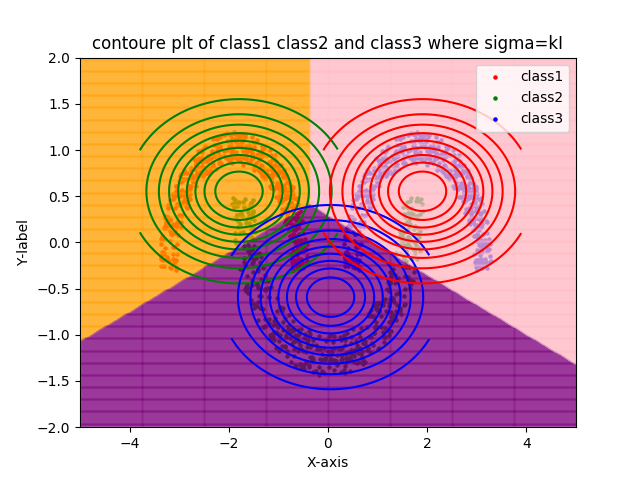 contoure plt of class1 class2 and class3 where sigma=kI
class1
class2
class3
2.0
1.5
1.0
0.5
0.0
−0.5
−1.0
−1.5
−2.0
Y-label
−4
−2
0
2
4
X-axis